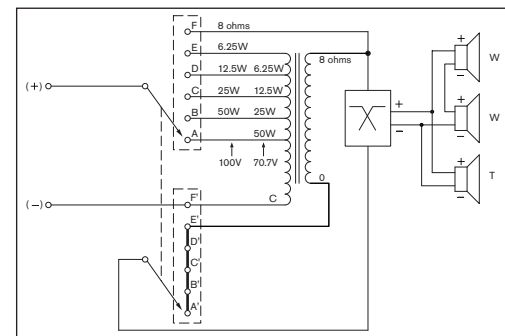 F 8 ohms
E 6.25W
8 ohms
D 12.5W 6.25W
C 25W 12.5W
B 50W 25W
A 50W
100V 70.7V
0
C
(+)
(−)
F'
E'
D'
C'
B'
A'
+
−
+
−
W
+
−
W
+
−
T